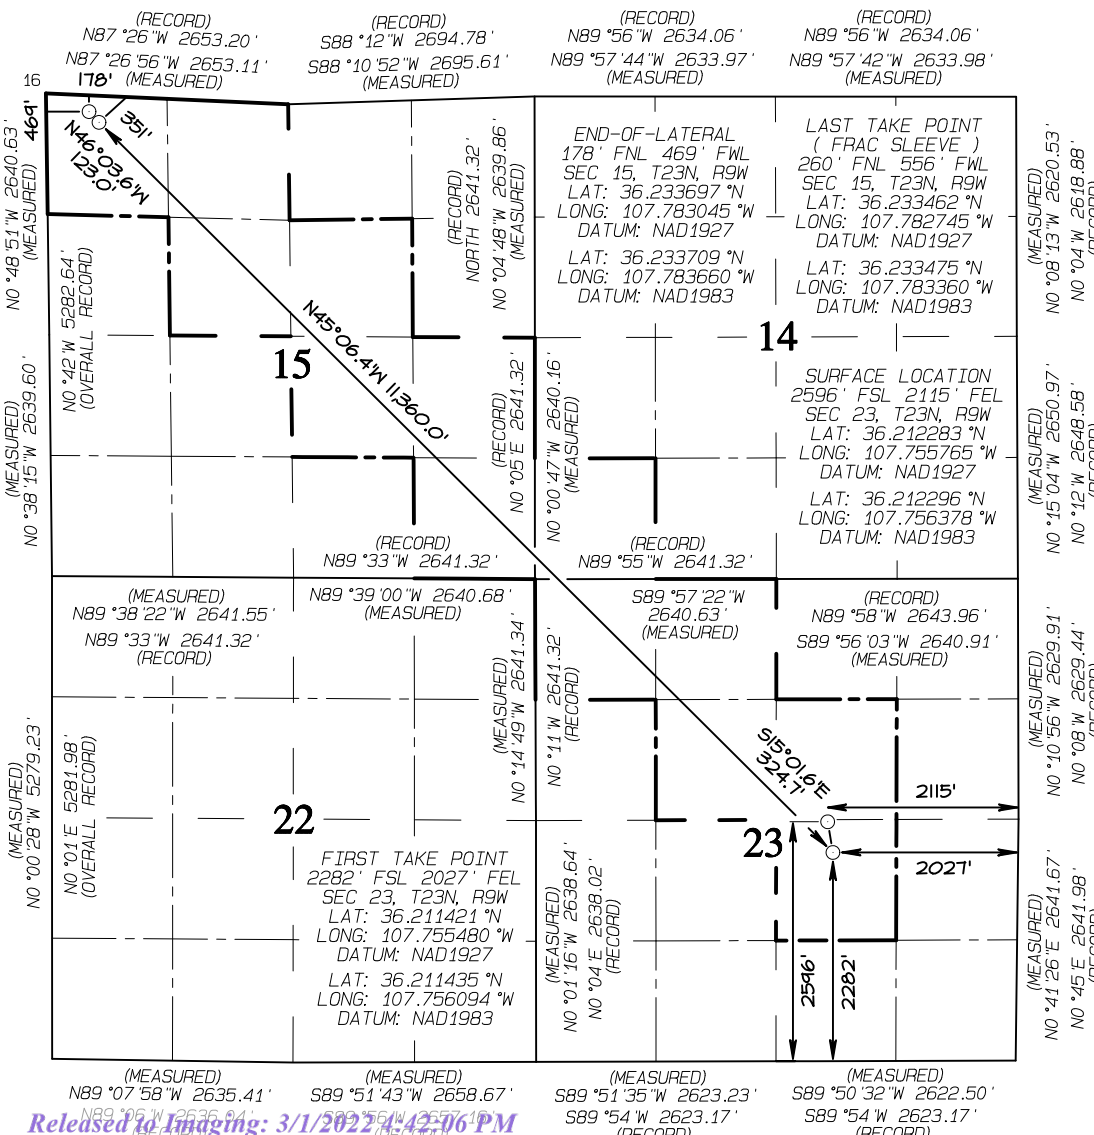 (RECORD)
N87 °26'W 2653.20'
N87 °26'56"W 2653.11'
(MEASURED)
(RECORD)
S88 °12'W 2694.78'
S88 °10'52"W 2695.61'
(MEASURED)
(RECORD)
N89 °56'W 2634.06'
N89 °57'44"W 2633.97'
(MEASURED)
(RECORD)
N89 °56'W 2634.06'
N89 °57'42"W 2633.98'
(MEASURED)
16
178'
469'
351'
N46°03.6'W
123.0'
N0 °48'51"W 2640.63'
(MEASURED)
N0 °42'W 5282.64'
(OVERALL RECORD)
(MEASURED)
N0 °38'15"W 2639.60'
(RECORD)
NORTH 2641.32'
N0 °04'48"W 2639.86'
(MEASURED)
END-OF-LATERAL
178' FNL 469' FWL
SEC 15, T23N, R9W
LAT: 36.233697 °N
LONG: 107.783045 °W
DATUM: NAD1927
LAT: 36.233709 °N
LONG: 107.783660 °W
DATUM: NAD1983
LAST TAKE POINT
( FRAC SLEEVE )
260' FNL 556' FWL
SEC 15, T23N, R9W
LAT: 36.233462 °N
LONG: 107.782745 °W
DATUM: NAD1927
LAT: 36.233475 °N
LONG: 107.783360 °W
DATUM: NAD1983
(MEASURED)
N0 °08'13"W 2620.53'
N0 °04'W 2618.88'
(RECORD)
15
14
N45°06.4'W 11,360.0'
(RECORD)
N0 °05'E 2641.32'
N0 °00'47"W 2640.16'
(MEASURED)
SURFACE LOCATION
2596' FSL 2115' FEL
SEC 23, T23N, R9W
LAT: 36.212283 °N
LONG: 107.755765 °W
DATUM: NAD1927
LAT: 36.212296 °N
LONG: 107.756378 °W
DATUM: NAD1983
(MEASURED)
N0 °15'04"W 2650.97'
N0 °12'W 2648.58'
(RECORD)
(RECORD)
N89 °33'W 2641.32'
(RECORD)
N89 °55'W 2641.32'
(MEASURED)
N89 °38'22"W 2641.55'
N89 °33'W 2641.32'
(RECORD)
N89 °39'00"W 2640.68'
(MEASURED)
S89 °57'22"W
2640.63'
(MEASURED)
(RECORD)
N89 °58'W 2643.96'
S89 °56'03"W 2640.91'
(MEASURED)
(MEASURED)
N0 °14'49"W 2641.34'
N0 °11'W 2641.32'
(RECORD)
(MEASURED)
N0 °10'56"W 2629.91'
N0 °08'W 2629.44'
(RECORD)
(MEASURED)
N0 °00'28"W 5279.23'
N0 °01'E 5281.98'
(OVERALL RECORD)
S15°01.6'E
324.7'
2115'
2027'
22
23
FIRST TAKE POINT
2282' FSL 2027' FEL
SEC 23, T23N, R9W
LAT: 36.211421 °N
LONG: 107.755480 °W
DATUM: NAD1927
LAT: 36.211435 °N
LONG: 107.756094 °W
DATUM: NAD1983
(MEASURED)
N0 °01'16"W 2638.64'
N0 °04'E 2638.02'
(RECORD)
2596'
2282'
(MEASURED)
N0 °41'26"E 2641.67'
N0 °45'E 2641.98'
(RECORD)
(MEASURED)
N89 °07'58"W 2635.41'
N89 °06'W 2636.04'
(RECORD)
(MEASURED)
S89 °51'43"W 2658.67'
S89 °56'W 2657.16'
(RECORD)
(MEASURED)
S89 °51'35"W 2623.23'
S89 °54'W 2623.17'
(RECORD)
(MEASURED)
S89 °50'32"W 2622.50'
S89 °54'W 2623.17'
(RECORD)
Released to Imaging: 3/1/2022 4:42:06 PM